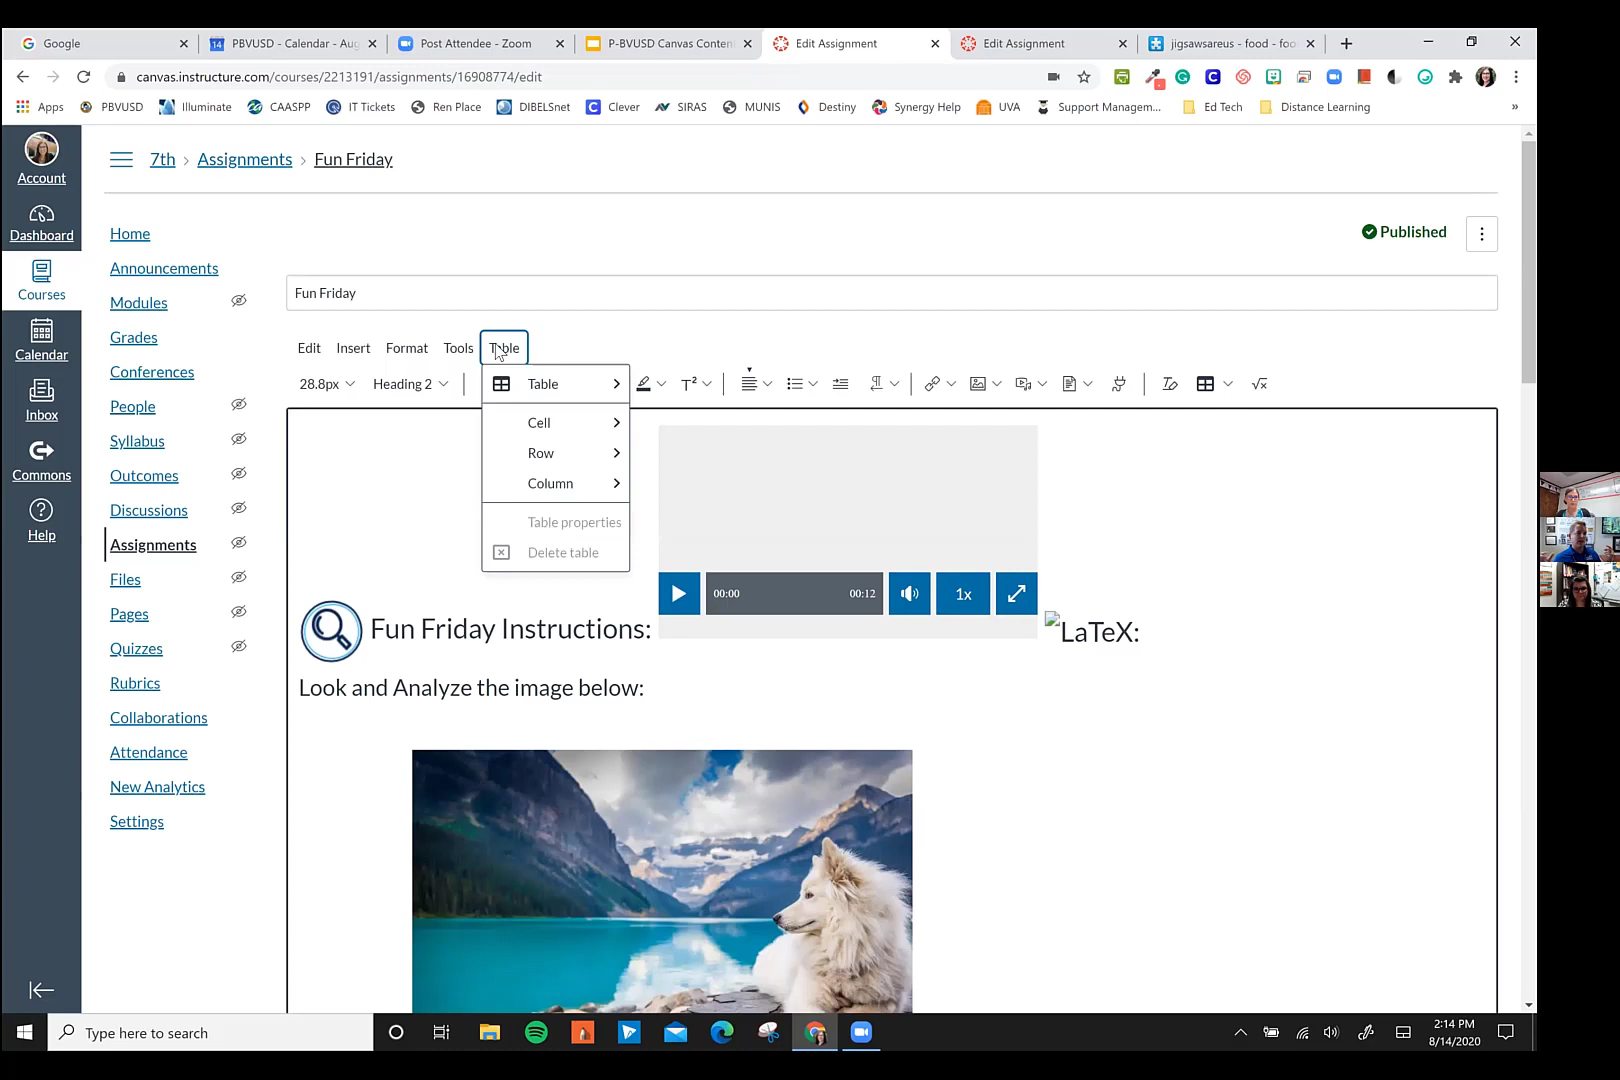 Google
PBVUSD - Calendar - Aug
Post Attendee - Zoom
P-BVUSD Canvas Conten
Edit Assignment
Edit Assignment
jigsawsareus - food - foo
canvas.instructure.com/courses/2213191/assignments/16908774/edit
Apps
PBVUSD
Illuminate
CAASPP
IT Tickets
Ren Place
DIBELSnet
Clever
SIRAS
MUNIS
Destiny
Synergy Help
UVA
Support Managem...
Ed Tech
Distance Learning
»
Account
Dashboard
Courses
Calendar
Inbox
Commons
Help
7th > Assignments > Fun Friday
Home
Announcements
Modules
Grades
Conferences
People
Syllabus
Outcomes
Discussions
Assignments
Files
Pages
Quizzes
Rubrics
Collaborations
Attendance
New Analytics
Settings
Published
Fun Friday
Edit Insert Format Tools Table
28.8px Heading 2
T²
√x
Table
Cell
Row
Column
Table properties
Delete table
00:00 00:12 1x
Fun Friday Instructions:
LaTeX:
Look and Analyze the image below:
Type here to search
2:14 PM
8/14/2020